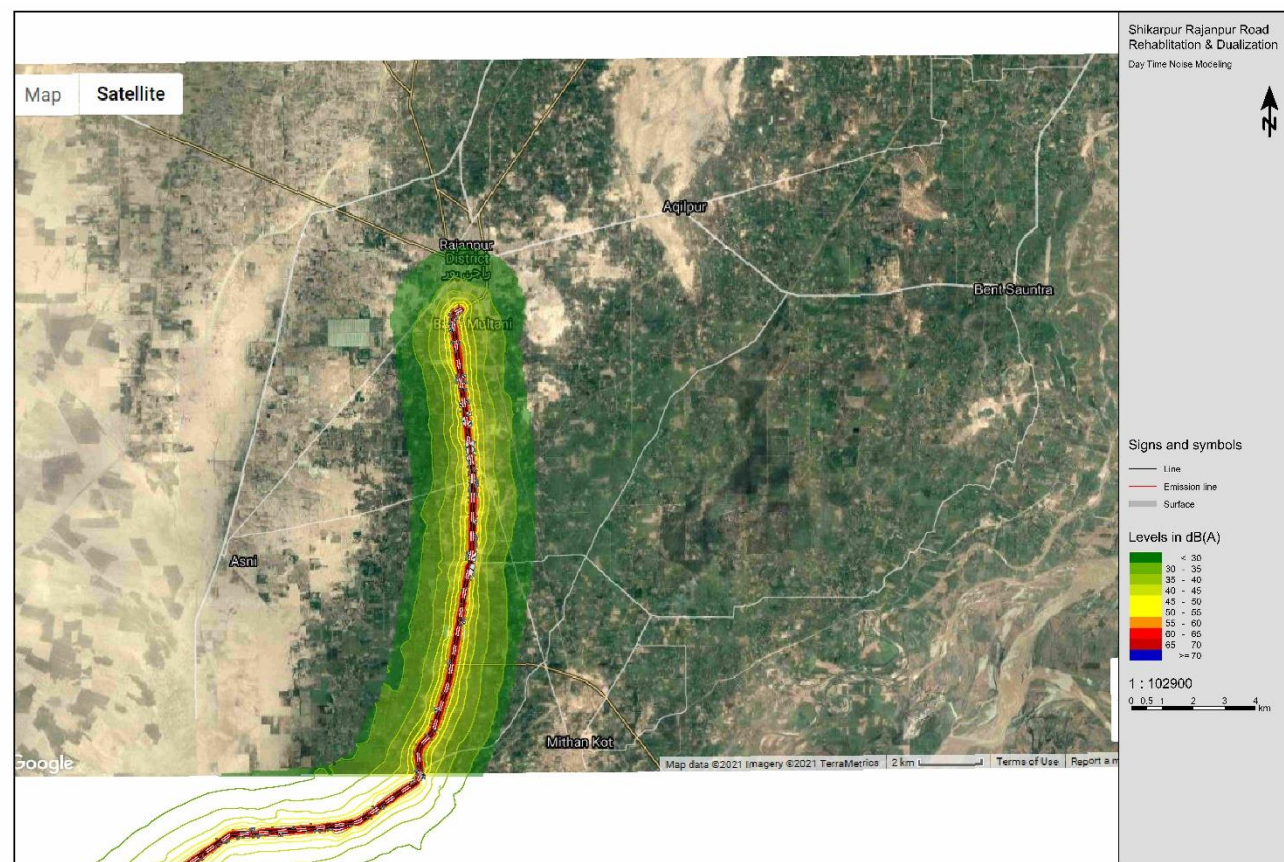 Shikarpur Rajanpur Road
Rehablitation & Dualization
Day Time Noise Modeling
N
Map Satellite
Aqilpur
Rajanpur
District
Bent Sauntra
Multani
Asni
Mithan Kot
Google
Map data ©2021 Imagery ©2021 TerraMetrics 2 km Terms of Use Report a m
Signs and symbols
Line
Emission line
Surface
Levels in dB(A)
< 30
30 - 35
35 - 40
40 - 45
45 - 50
50 - 55
55 - 60
60 - 65
65 70
>= 70
1 : 102900
0 0.5 1 2 3 4 km